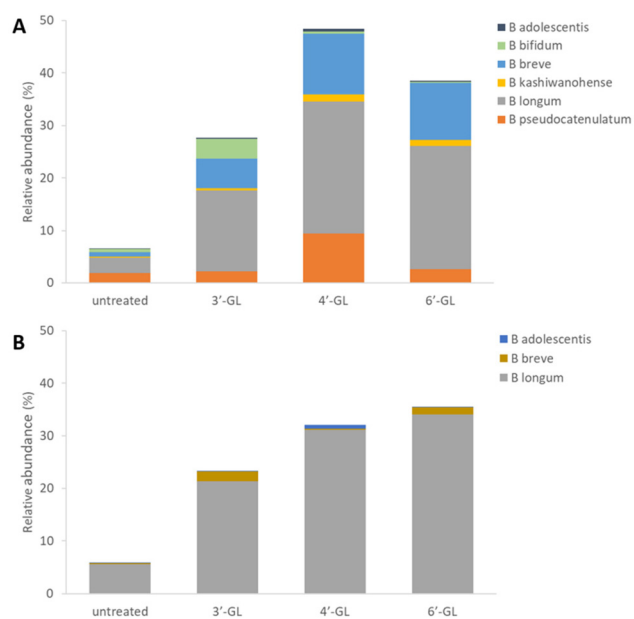 A
50
40
30
20
10
0
Relative abundance (%)
untreated 3′-GL 4′-GL 6′-GL
B adolescentis
B bifidum
B breve
B kashiwanohense
B longum
B pseudocatenulatum
B
50
40
30
20
10
0
Relative abundance (%)
untreated 3′-GL 4′-GL 6′-GL
B adolescentis
B breve
B longum